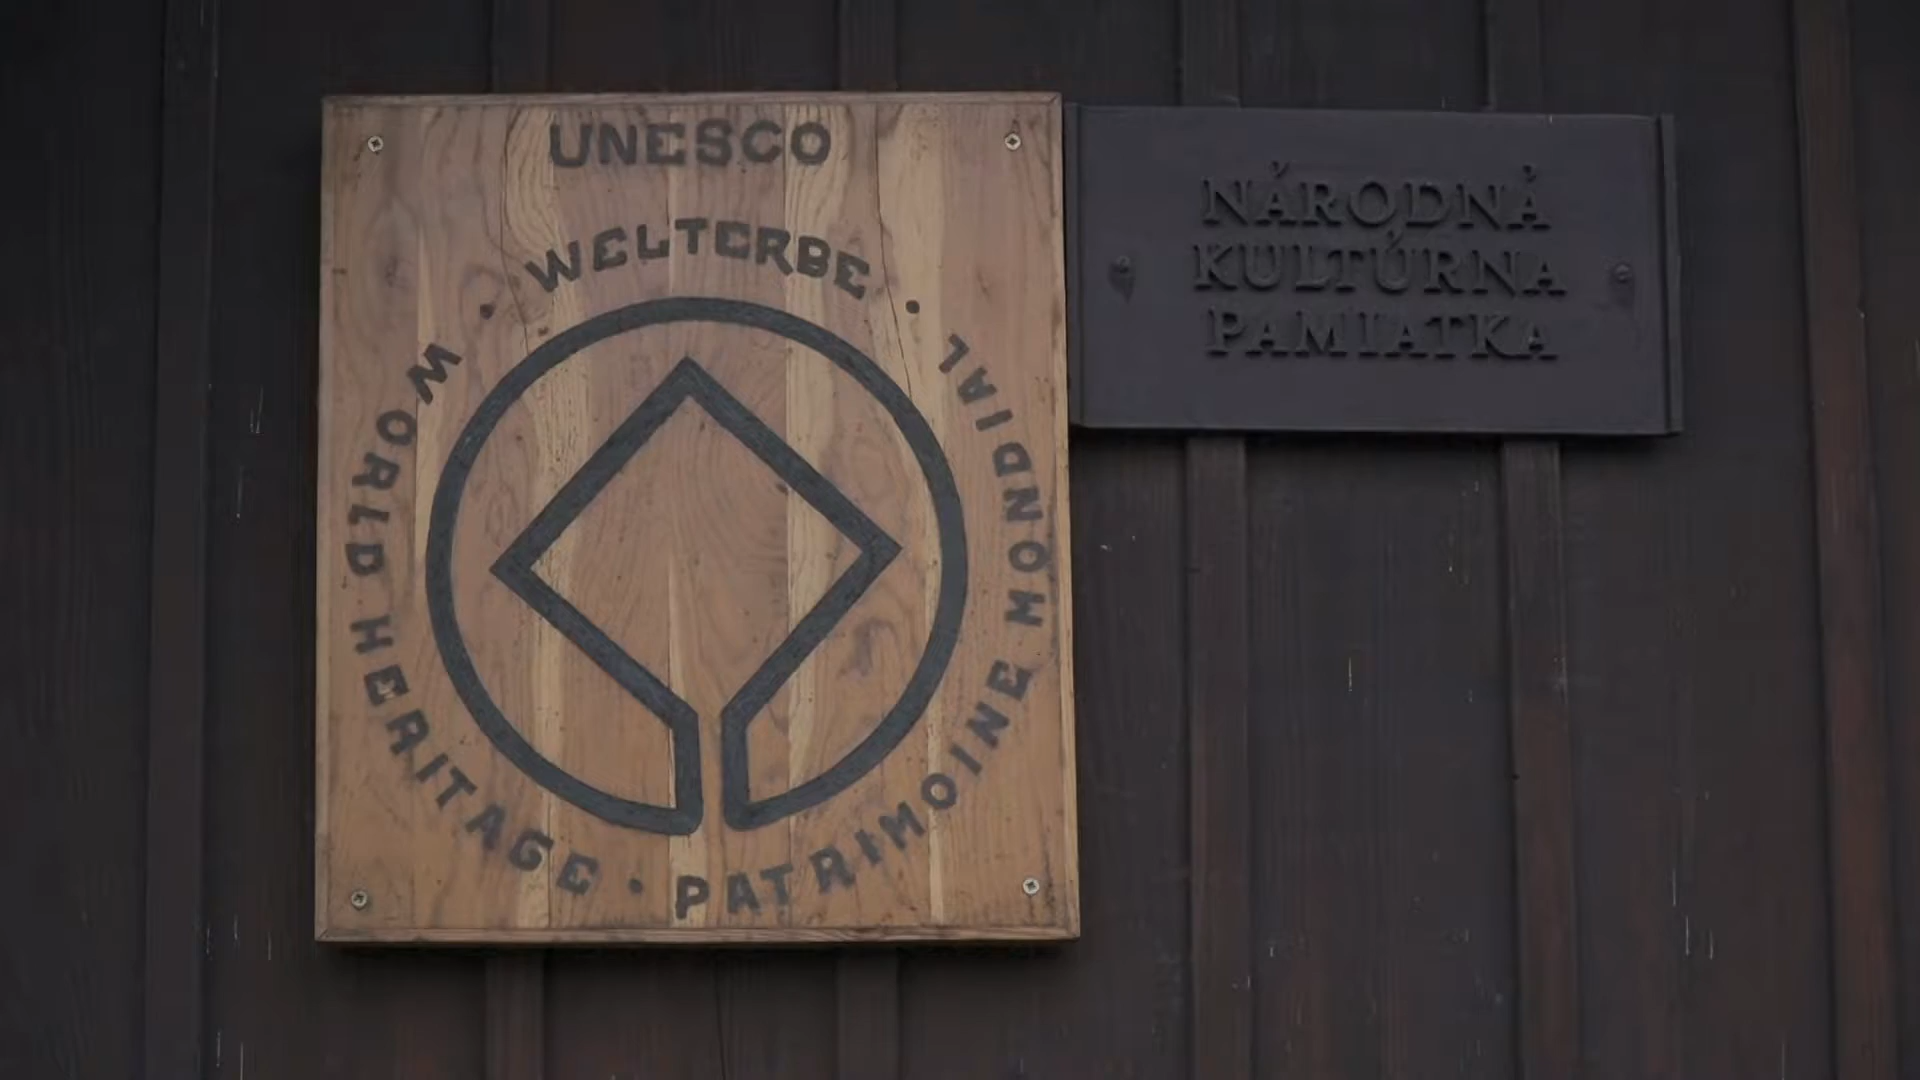 UNESCO
· WELTERBE ·
WORLD HERITAGE · PATRIMOINE MONDIAL
NÁRODNÁ
KULTÚRNA
PAMIATKA